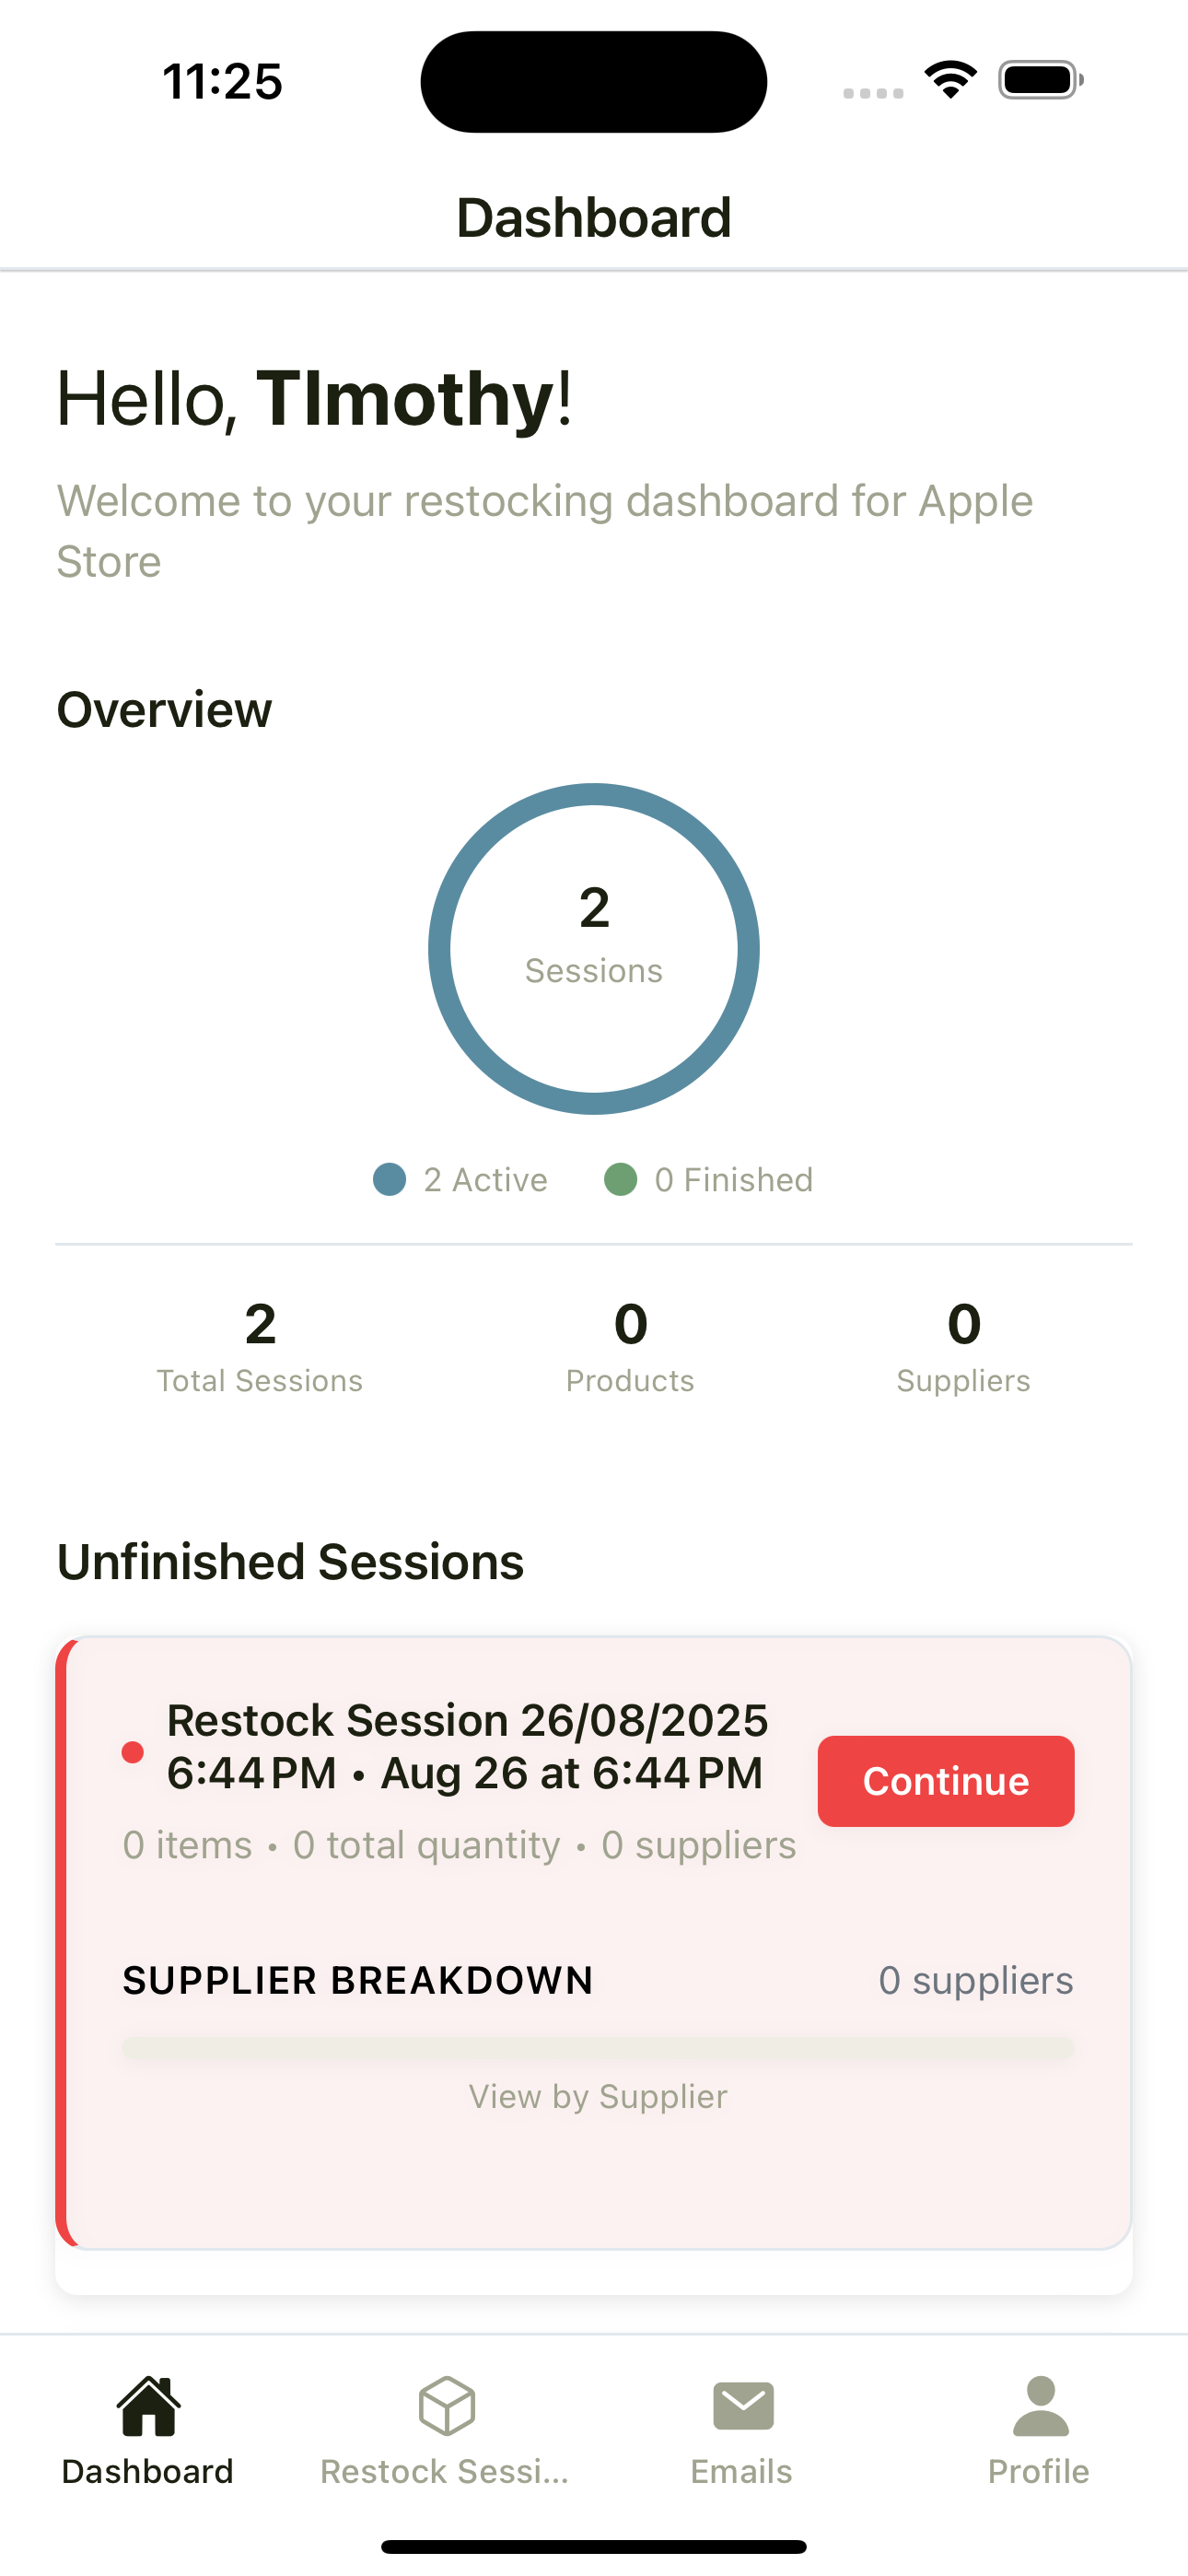 11:25
Dashboard
Hello, TImothy!
Welcome to your restocking dashboard for Apple
Store
Overview
2
Sessions
2 Active
0 Finished
2
Total Sessions
0
Products
0
Suppliers
Unfinished Sessions
Restock Session 26/08/2025
6:44 PM • Aug 26 at 6:44 PM
Continue
0 items • 0 total quantity • 0 suppliers
SUPPLIER BREAKDOWN
0 suppliers
View by Supplier
Dashboard
Restock Sessi...
Emails
Profile